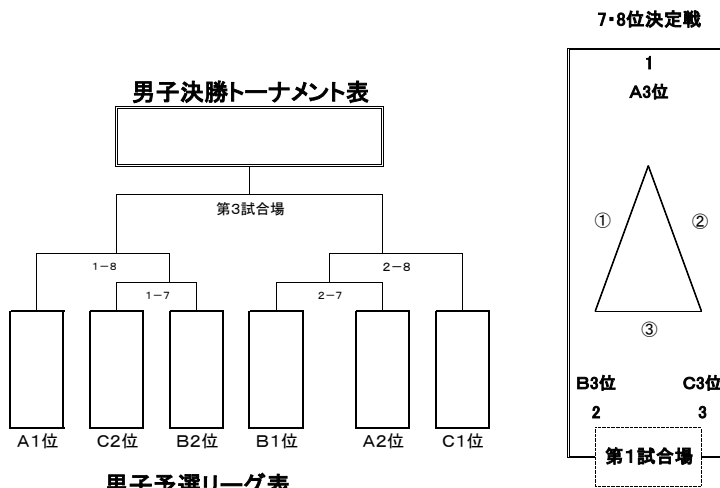 7・8位決定戦
1
A3位
男子決勝トーナメント表
第3試合場
①
②
1－8
2－8
1－7
2－7
③
B3位
C3位
2
3
A1位
C2位
B2位
B1位
A2位
C1位
第1試合場
男子予選リーグ表